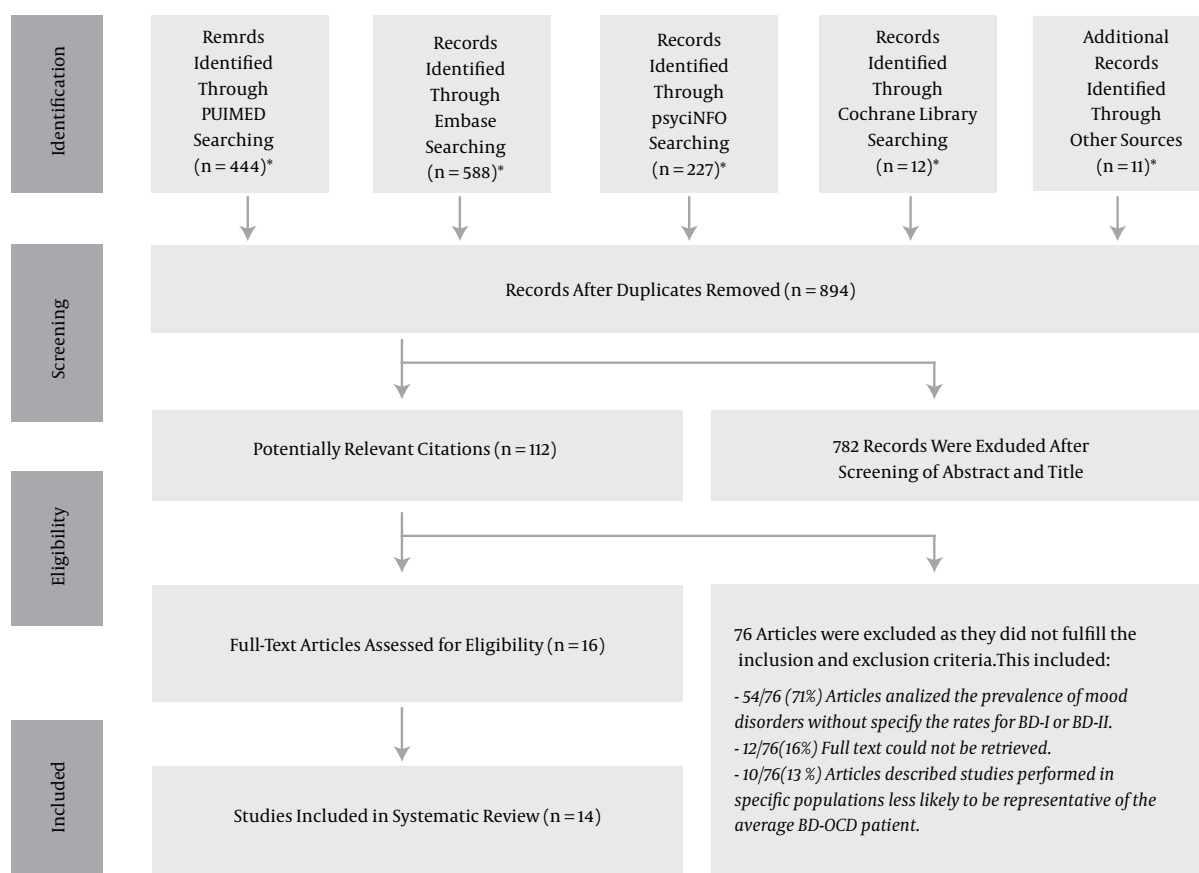 Identification
Remrds
Identified
Through
PUIMED
Searching
(n = 444)*
Records
Identified
Through
Embase
Searching
(n = 588)*
Records
Identified
Through
psyciNFO
Searching
(n = 227)*
Records
Identified
Through
Cochrane Library
Searching
(n = 12)*
Additional
Records
Identified
Through
Other Sources
(n = 11)*
Screening
Records After Duplicates Removed (n = 894)
Potentially Relevant Citations (n = 112)
782 Records Were Exduded After
Screening of Abstract and Title
Eligibility
Full-Text Articles Assessed for Eligibility (n = 16)
76 Articles were excluded as they did not fulfill the
inclusion and exclusion criteria.This included:
- 54/76 (71%) Articles analized the prevalence of mood
disorders without specify the rates for BD-I or BD-II.
- 12/76(16%) Full text could not be retrieved.
- 10/76(13 %) Articles described studies performed in
specific populations less likely to be representative of the
average BD-OCD patient.
Included
Studies Included in Systematic Review (n = 14)